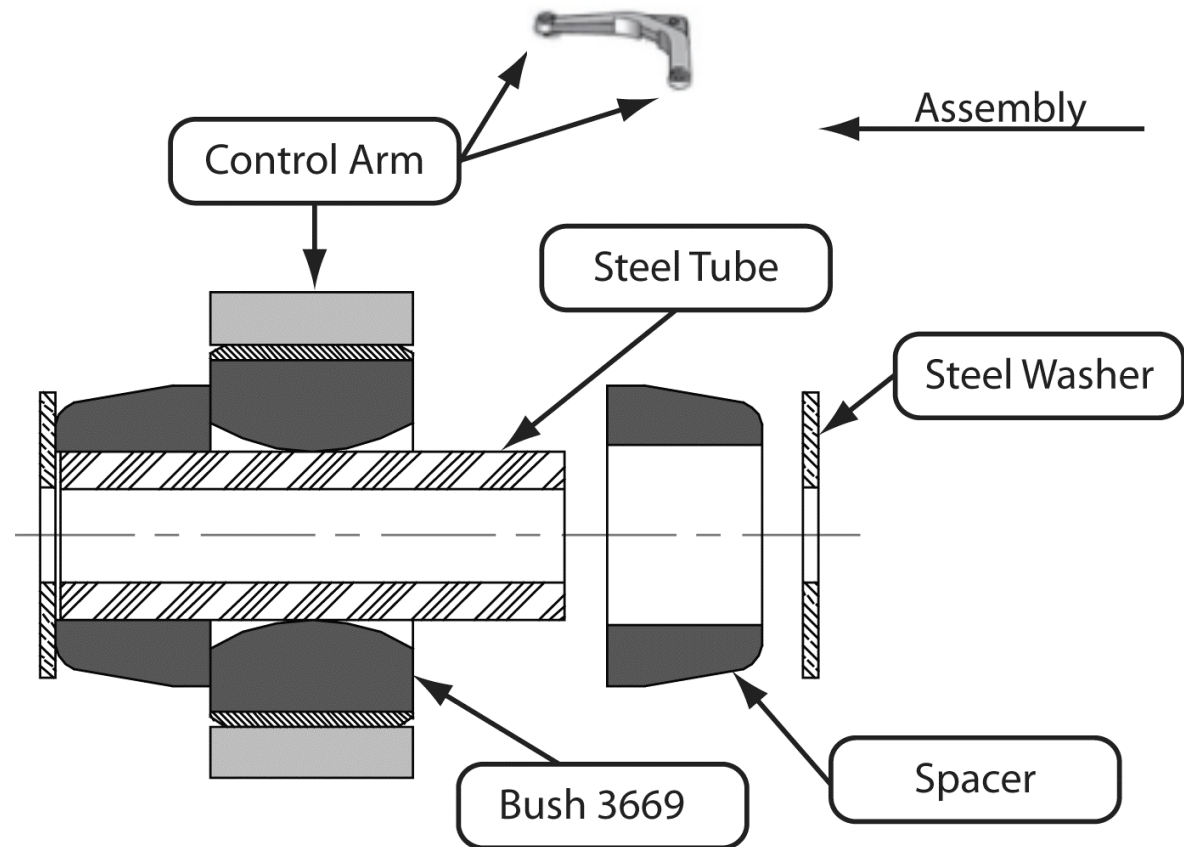 Assembly
Control Arm
Steel Tube
Steel Washer
Spacer
Bush 3669